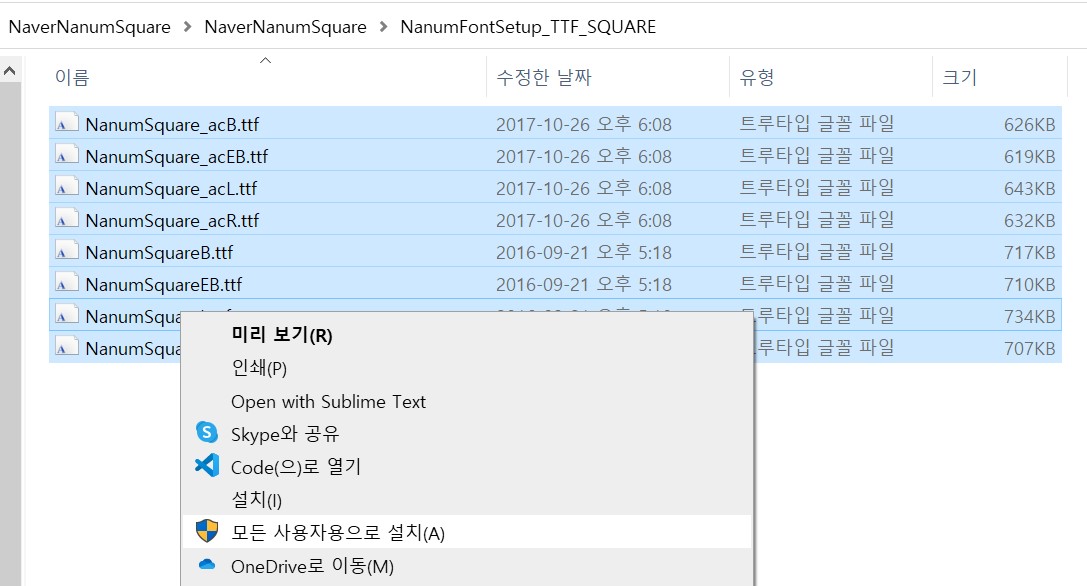 NaverNanumSquare > NaverNanumSquare > NanumFontSetup_TTF_SQUARE
이름 수정한 날짜 유형 크기
NanumSquare_acB.ttf 2017-10-26 오후 6:08 트루타입 글꼴 파일 626KB
NanumSquare_acEB.ttf 2017-10-26 오후 6:08 트루타입 글꼴 파일 619KB
NanumSquare_acL.ttf 2017-10-26 오후 6:08 트루타입 글꼴 파일 643KB
NanumSquare_acR.ttf 2017-10-26 오후 6:08 트루타입 글꼴 파일 632KB
NanumSquareB.ttf 2016-09-21 오후 5:18 트루타입 글꼴 파일 717KB
NanumSquareEB.ttf 2016-09-21 오후 5:18 트루타입 글꼴 파일 710KB
NanumSqua 루타입 글꼴 파일 734KB
NanumSqua 루타입 글꼴 파일 707KB
미리 보기(R)
인쇄(P)
Open with Sublime Text
Skype와 공유
Code(으)로 열기
설치(I)
모든 사용자용으로 설치(A)
OneDrive로 이동(M)